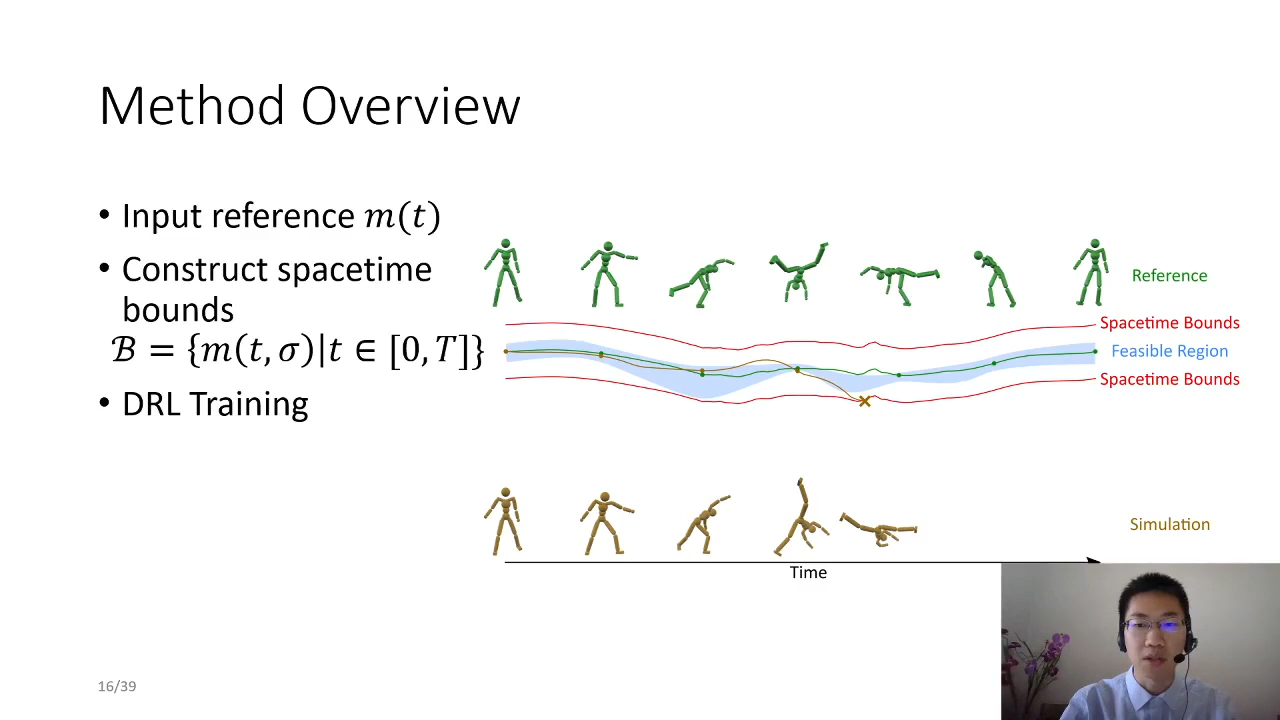 Method Overview
• Input reference 𝑚(𝑡)
• Construct spacetime
bounds
ℬ = {𝑚(𝑡, 𝜎)|𝑡 ∈ [0, 𝑇]}
• DRL Training
Reference
Spacetime Bounds
Feasible Region
Spacetime Bounds
Simulation
Time
16/39